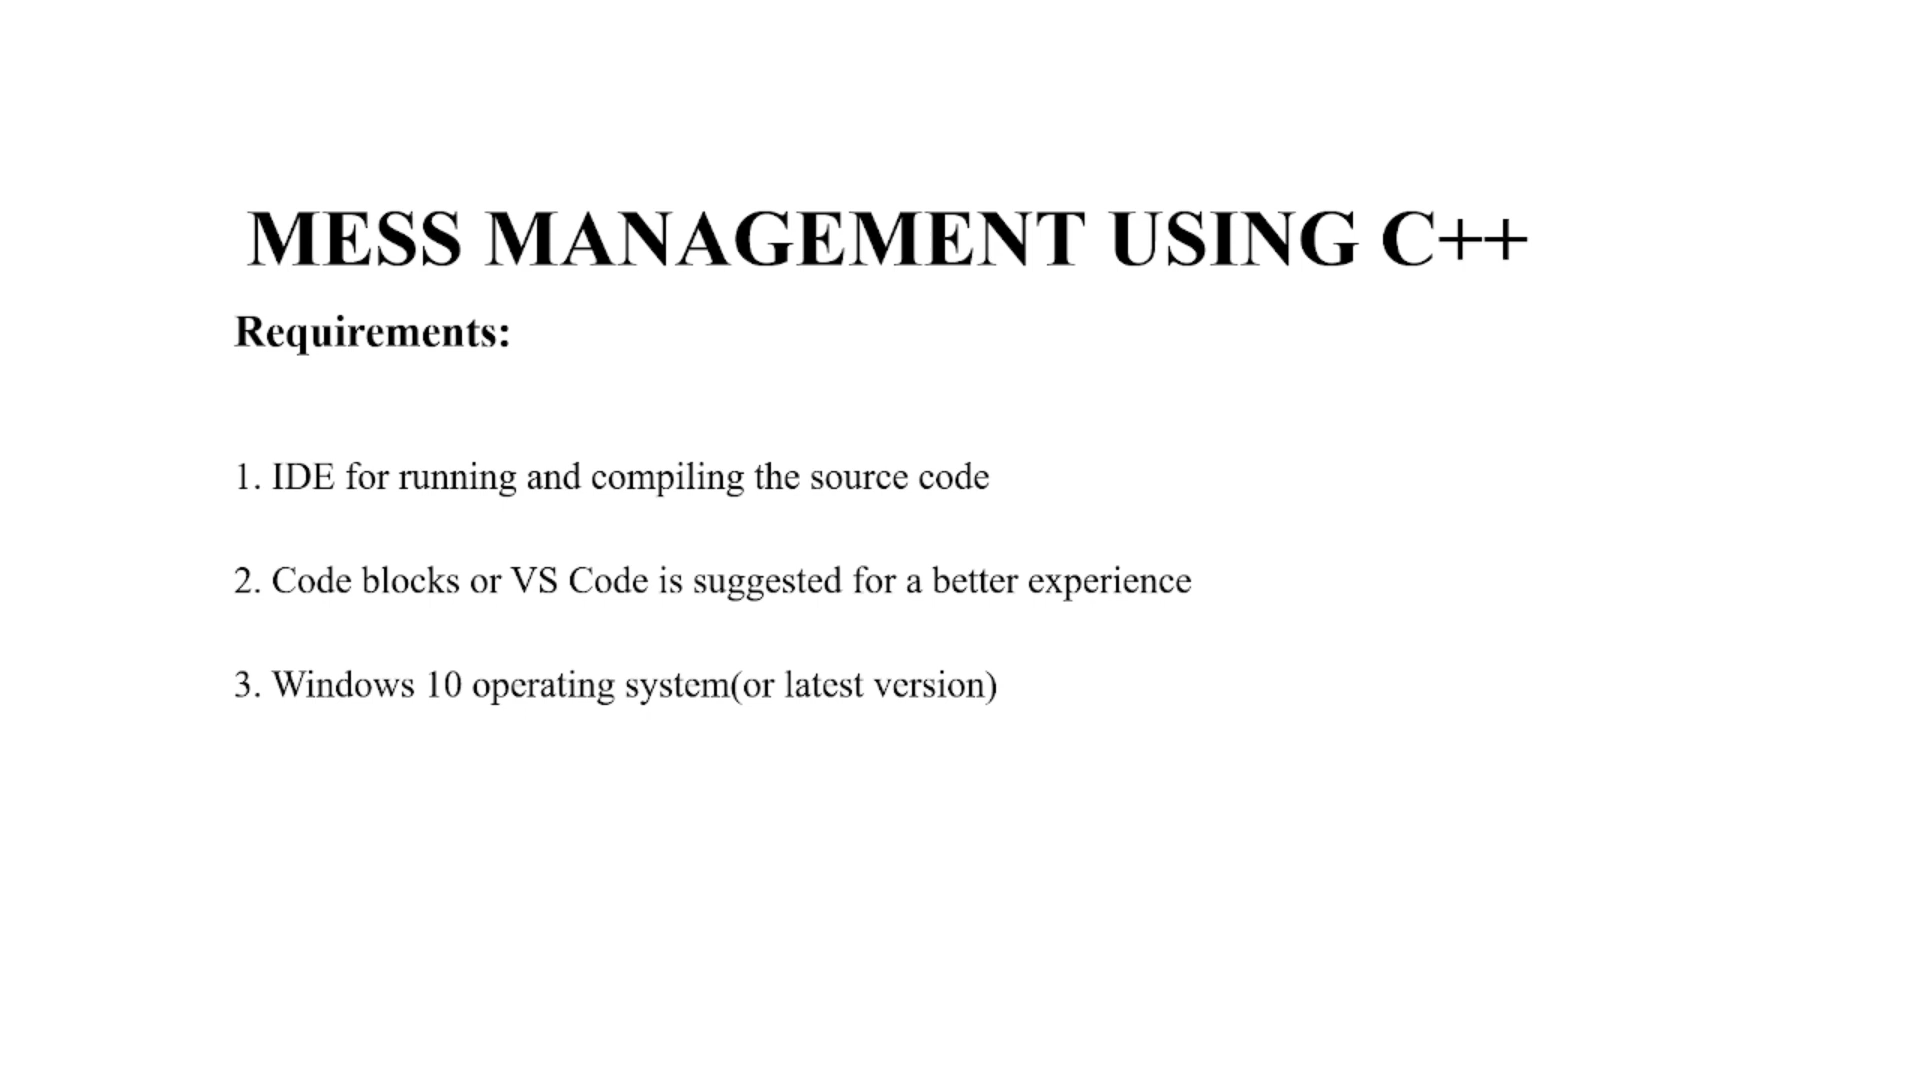 MESS MANAGEMENT USING C++
Requirements:
1. IDE for running and compiling the source code
2. Code blocks or VS Code is suggested for a better experience
3. Windows 10 operating system(or latest version)